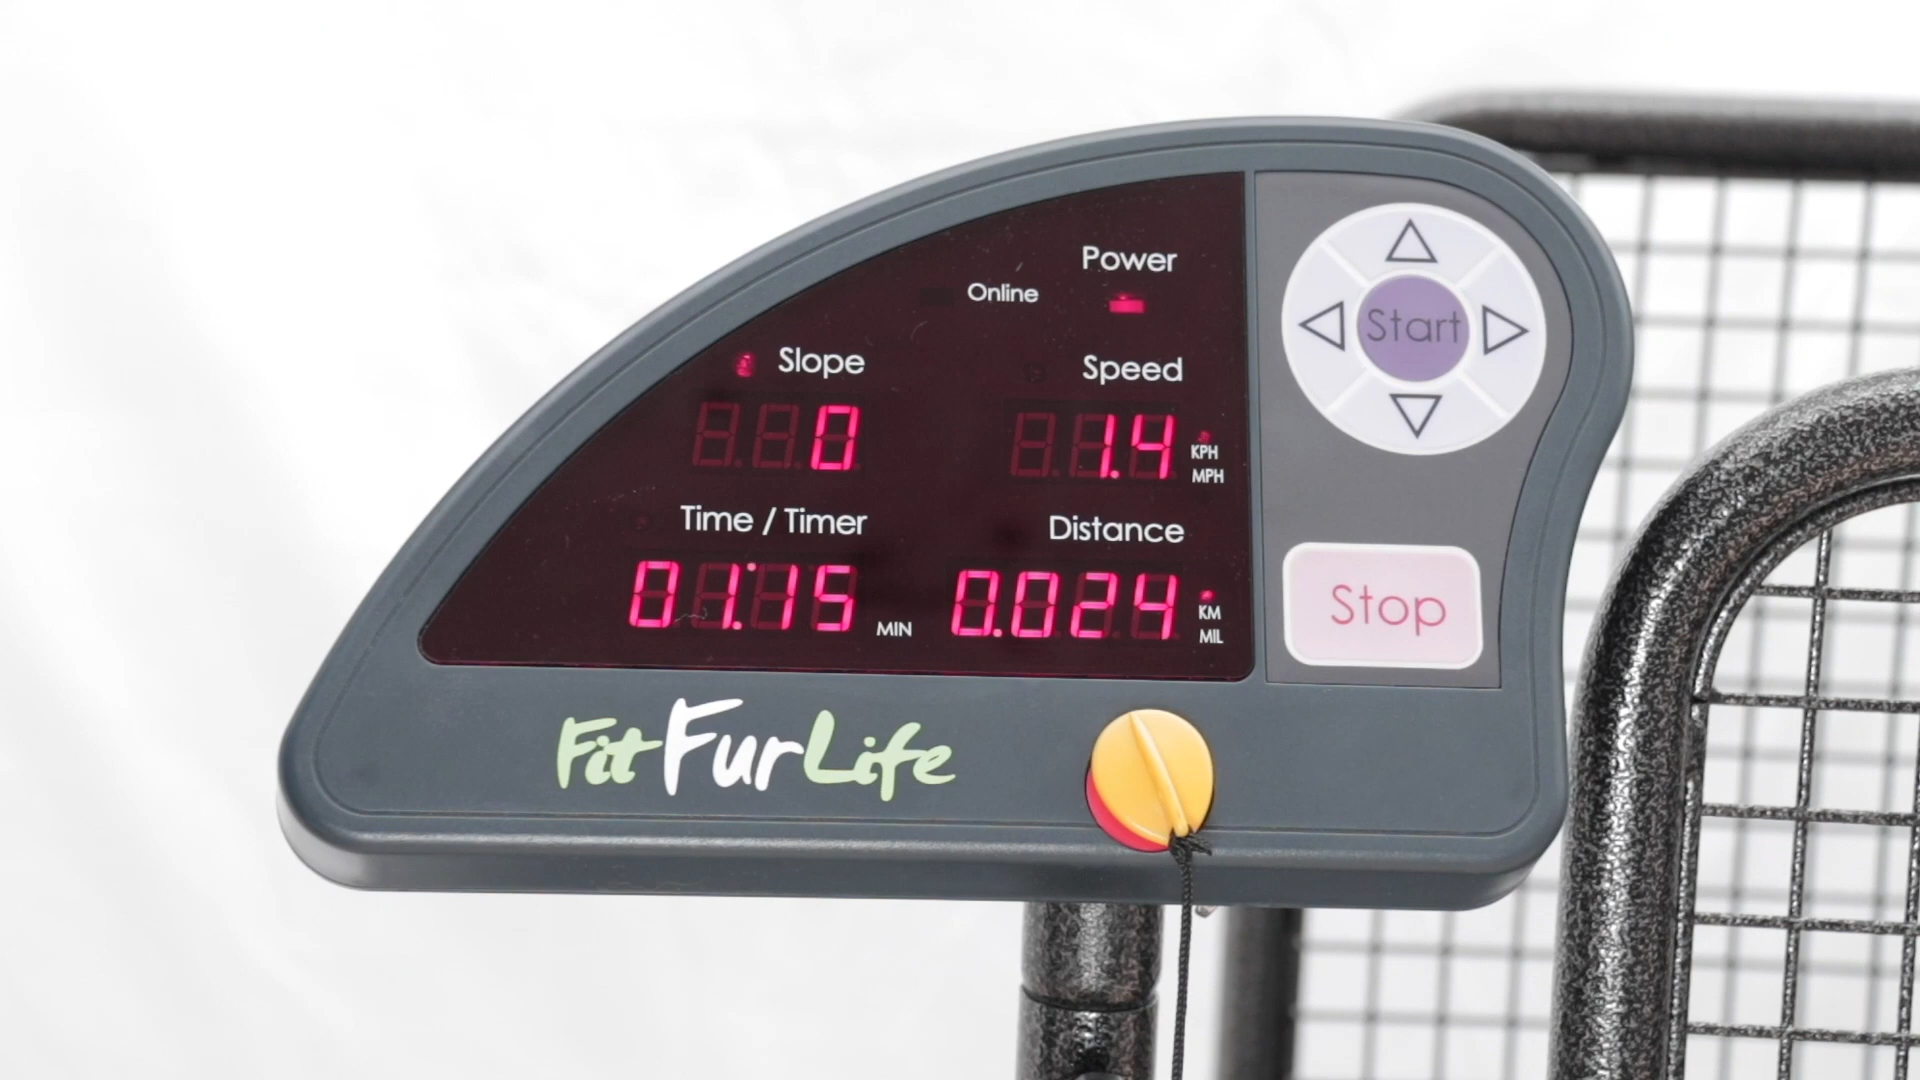 Power
Online
Slope
Speed
0
1.4
KPH
MPH
Time / Timer
Distance
01:15
MIN
0.024
KM
MIL
Start
Stop
FitFurLife